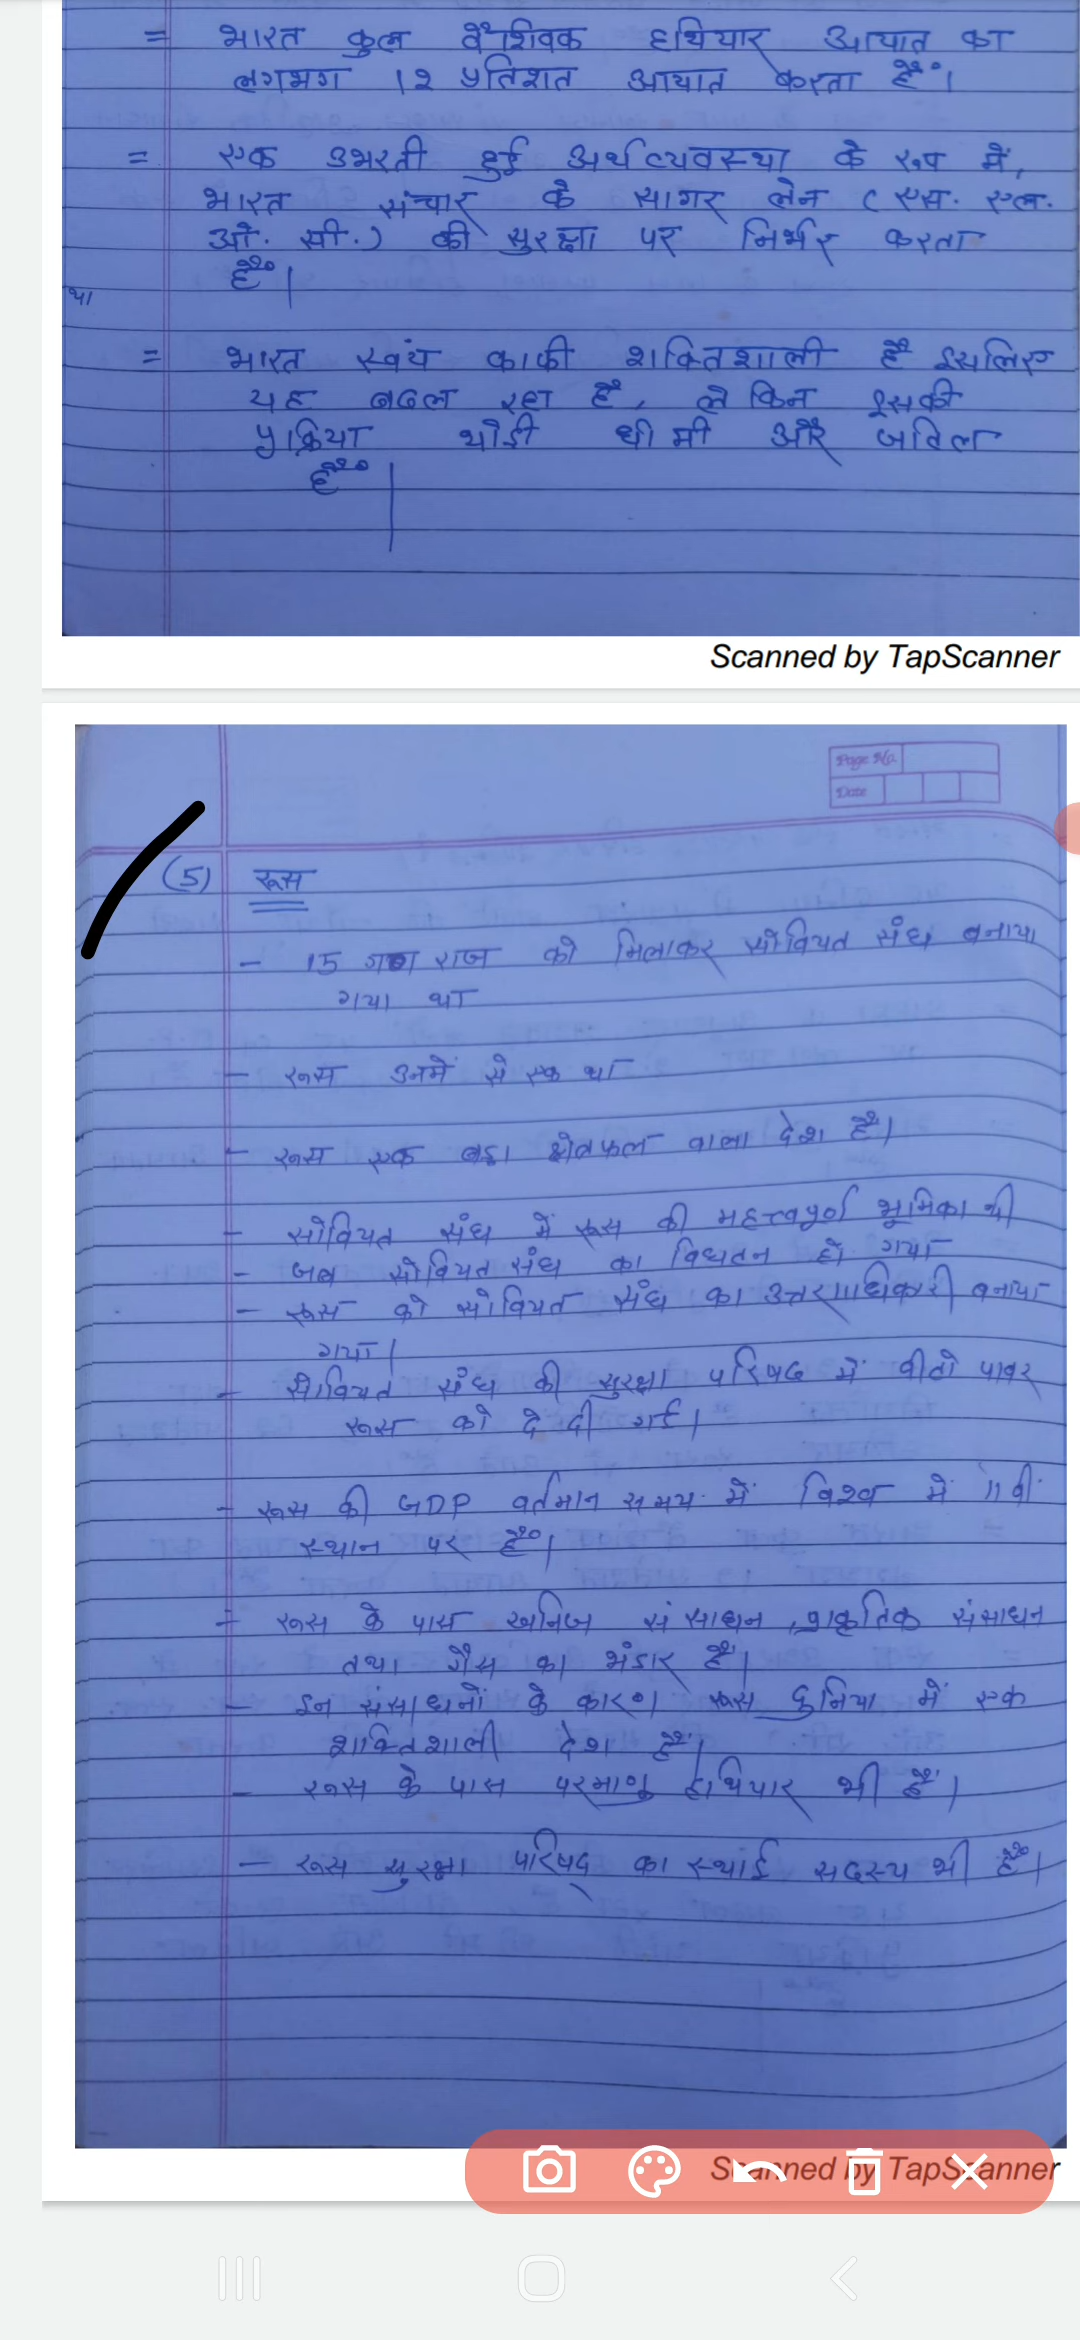 = भारत कुल वैश्विक हथियार आयात का
लगभग 12 प्रतिशत आयात करता है।
= एक उभरती हुई अर्थव्यवस्था के रूप में,
भारत संचार के सागर लेन (एस. एल.
ओ. सी.) की सुरक्षा पर निर्भर करता
है।
था
= भारत स्वयं काफी शक्तिशाली है इसलिए
यह बदल रहा है, लेकिन इसकी
प्रक्रिया थोड़ी धीमी और जटिल
है।
Scanned by TapScanner
Page No.
Date
(5) रूस
- 15 गण राज को मिलाकर सोवियत संघ बनाया
गया था
- रूस उनमें से एक था
- रूस एक बड़ा क्षेत्रफल वाला देश है।
- सोवियत संघ में रूस की महत्वपूर्ण भूमिका थी
- जब सोवियत संघ का विघटन हो गया
- रूस को सोवियत संघ का उत्तराधिकारी बनाया
गया।
- सोवियत संघ की सुरक्षा परिषद में वीटो पावर
रूस को दे दी गई।
- रूस की GDP वर्तमान समय में विश्व में 11 वीं
स्थान पर है।
- रूस के पास खनिज संसाधन, प्राकृतिक संसाधन
तथा गैस का भंडार है।
- इन संसाधनों के कारण रूस दुनिया में एक
शक्तिशाली देश है।
- रूस के पास परमाणु हथियार भी है।
- रूस सुरक्षा परिषद् का स्थाई सदस्य भी है।
Scanned by TapScanner